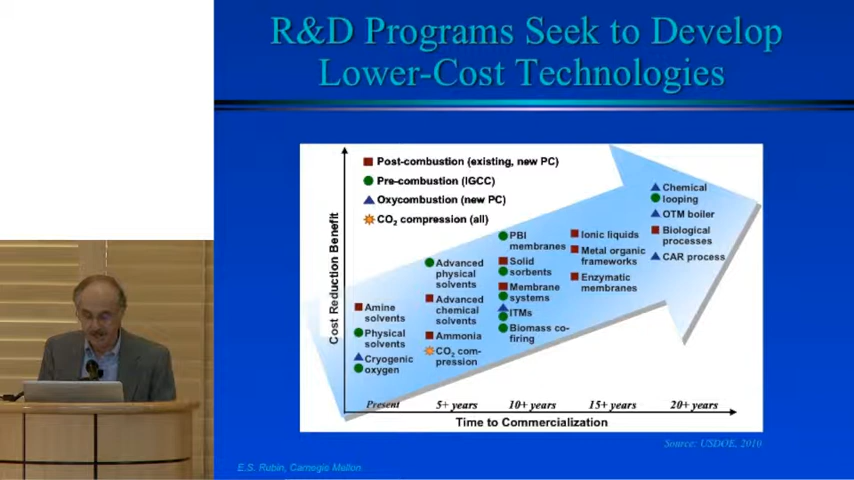 R&D Programs Seek to Develop
Lower-Cost Technologies
Post-combustion (existing, new PC)
Pre-combustion (IGCC)
Oxycombustion (new PC)
CO₂ compression (all)
Cost Reduction Benefit
Amine
solvents
Physical
solvents
Cryogenic
oxygen
Advanced
physical
solvents
Advanced
chemical
solvents
Ammonia
CO₂ com-
pression
PBI
membranes
Solid
sorbents
Membrane
systems
ITMs
Biomass co-
firing
Ionic liquids
Metal organic
frameworks
Enzymatic
membranes
Chemical
looping
OTM boiler
Biological
processes
CAR process
Present
5+ years
10+ years
15+ years
20+ years
Time to Commercialization
Source: USDOE, 2010
E.S. Rubin, Carnegie Mellon